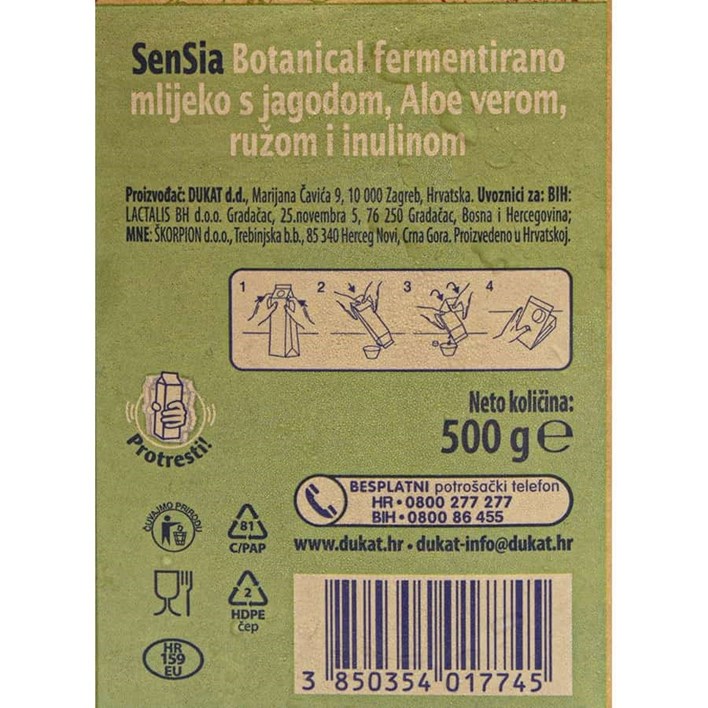 SenSia Botanical fermentirano
mlijeko s jagodom, Aloe verom,
ružom i inulinom
Proizvođač: DUKAT d.d., Marijana Čavića 9, 10 000 Zagreb, Hrvatska. Uvoznici za: BIH:
LACTALIS BH d.o.o. Gradačac, 25.novembra 5, 76 250 Gradačac, Bosna i Hercegovina;
MNE: ŠKORPION d.o.o., Trebinjska b.b., 85 340 Herceg Novi, Crna Gora. Proizvedeno u Hrvatskoj.
1 2 3 4
Protresti!
Neto količina:
500 g ℮
BESPLATNI potrošački telefon
HR • 0800 277 277
BIH • 0800 86 455
www.dukat.hr • dukat-info@dukat.hr
ČUVAJMO PRIRODU
81
C/PAP
2
HDPE
čep
HR
159
EU
3 850354 017745